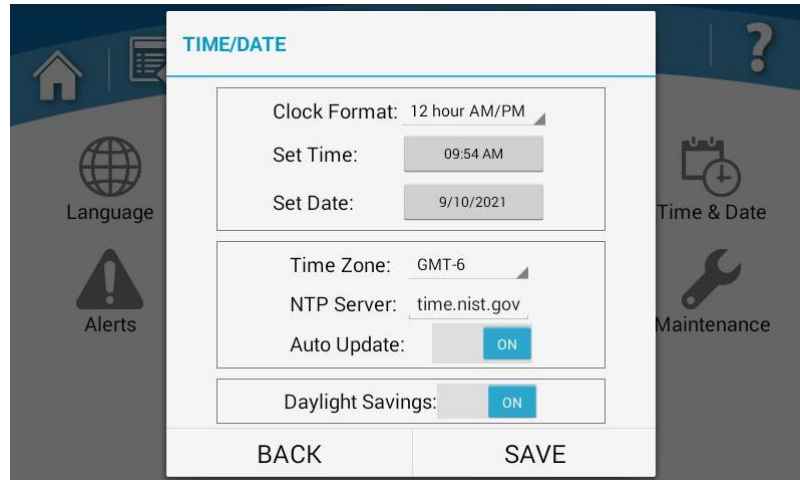 TIME/DATE
?
Clock Format: 12 hour AM/PM
Set Time: 09:54 AM
Set Date: 9/10/2021
Language
Time & Date
Time Zone: GMT-6
NTP Server: time.nist.gov
Alerts
Maintenance
Auto Update: ON
Daylight Savings: ON
BACK SAVE